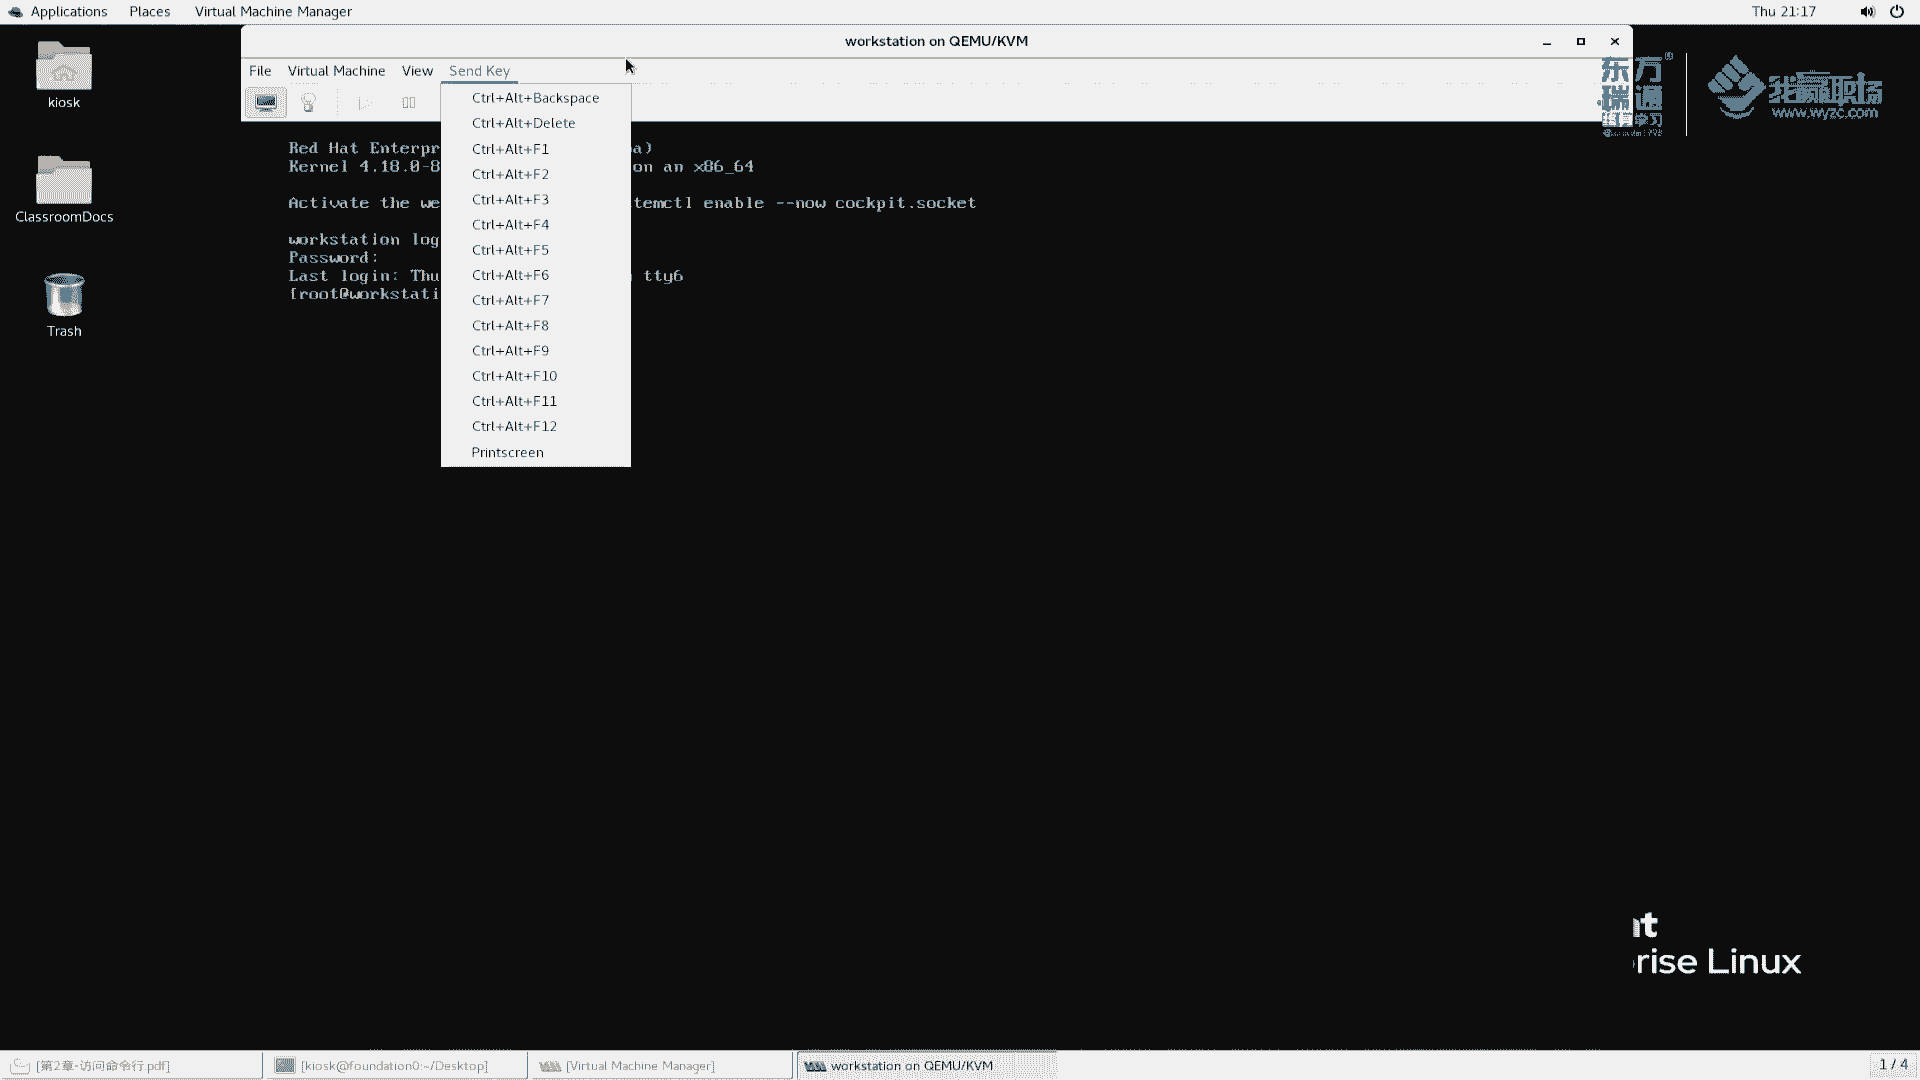 Applications Places Virtual Machine Manager Thu 21:17
workstation on QEMU/KVM
File Virtual Machine View Send Key
kiosk
ClassroomDocs
Trash
Ctrl+Alt+Backspace
Ctrl+Alt+Delete
Ctrl+Alt+F1
Ctrl+Alt+F2
Ctrl+Alt+F3
Ctrl+Alt+F4
Ctrl+Alt+F5
Ctrl+Alt+F6
Ctrl+Alt+F7
Ctrl+Alt+F8
Ctrl+Alt+F9
Ctrl+Alt+F10
Ctrl+Alt+F11
Ctrl+Alt+F12
Printscreen
Red Hat Enterpr a)
Kernel 4.18.0-8 on an x86_64
Activate the we temctl enable --now cockpit.socket
workstation log
Password:
Last login: Thu tty6
[root@workstati
东方
瑞通
终身学习
我赢职场
www.wyzc.com
rise Linux
[第2章-访问命令行.pdf] [kiosk@foundation0:~/Desktop] [Virtual Machine Manager] workstation on QEMU/KVM 1 / 4